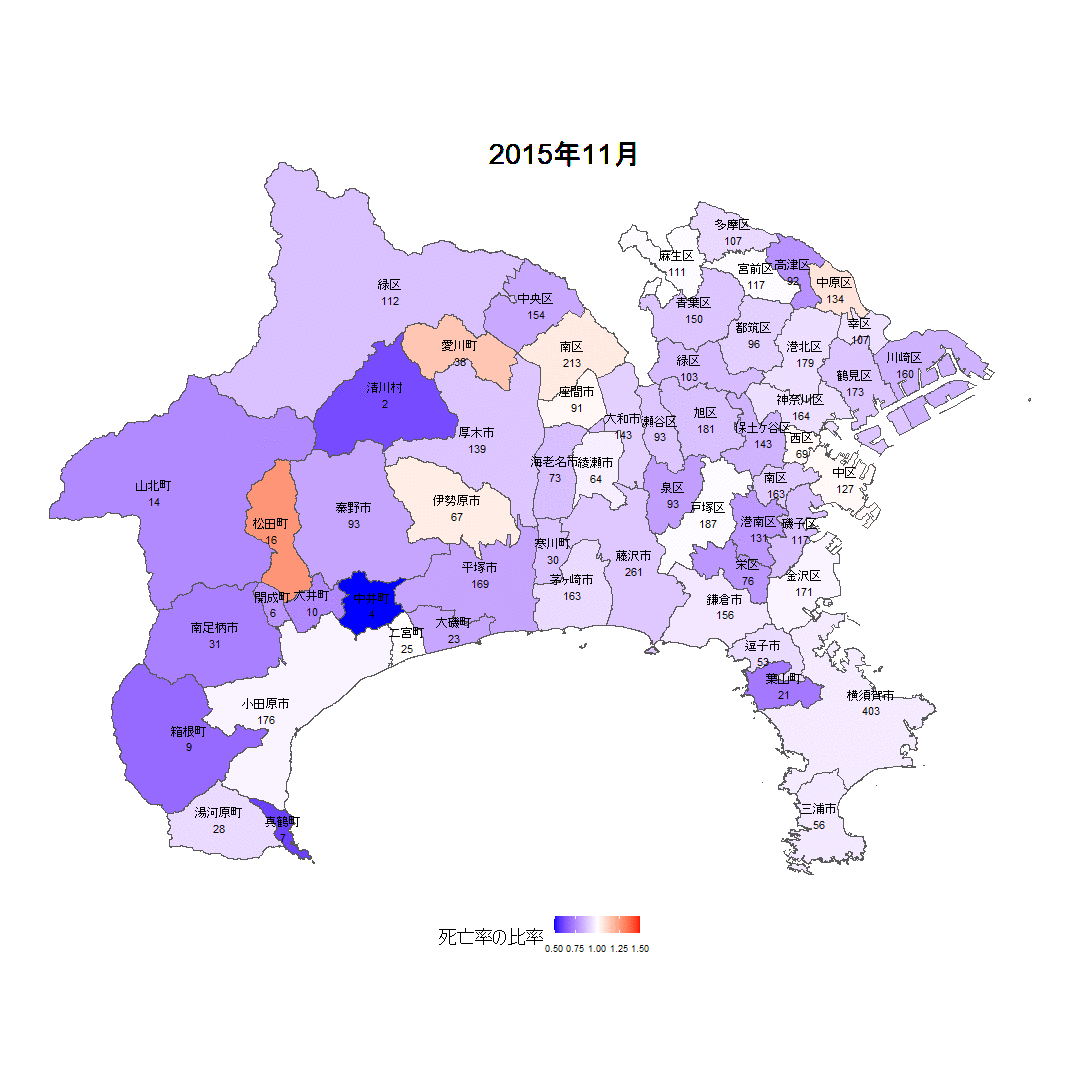 2015年11月
多摩区
107
麻生区
111
宮前区
117
高津区
92
中原区
134
緑区
112
中央区
154
青葉区
150
都筑区
96
港北区
179
幸区
107
川崎区
160
愛川町
38
南区
213
緑区
103
鶴見区
173
清川村
2
座間市
91
神奈川区
164
厚木市
139
大和市
143
瀬谷区
93
旭区
181
保土ケ谷区
143
西区
69
海老名市
73
綾瀬市
64
中区
127
山北町
14
泉区
93
南区
163
秦野市
93
伊勢原市
67
戸塚区
187
松田町
16
港南区
131
磯子区
117
寒川町
30
藤沢市
261
平塚市
169
茅ヶ崎市
163
栄区
76
金沢区
171
開成町
6
大井町
10
中井町
4
鎌倉市
156
南足柄市
31
二宮町
25
大磯町
23
逗子市
53
葉山町
21
小田原市
176
横須賀市
403
箱根町
9
湯河原町
28
真鶴町
7
三浦市
56
死亡率の比率
0.50 0.75 1.00 1.25 1.50